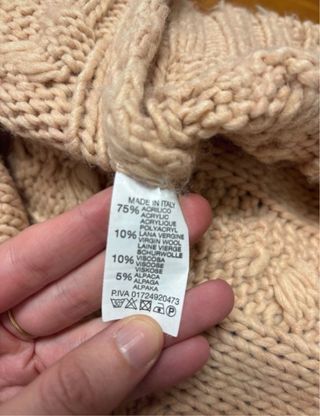 MADE IN ITALY
75% ACRILICO
ACRYLIC
ACRYLIQUE
POLYACRYL
10% LANA VERGINE
VIRGIN WOOL
LAINE VIERGE
SCHURWOLLE
10% VISCOSA
VISCOSE
VISKOSE
5% ALPACA
ALPAGA
ALPAKA
P.IVA 01724920473